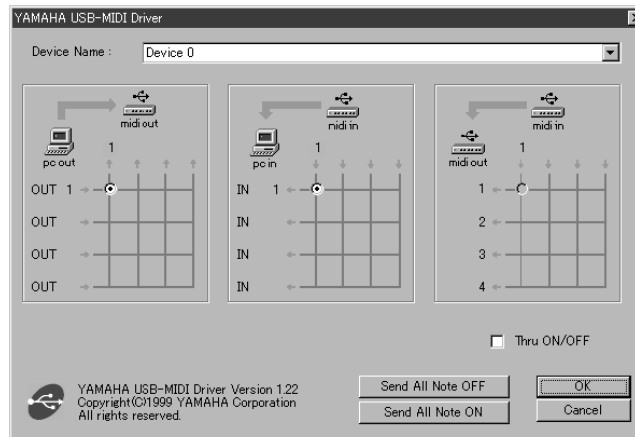 YAMAHA USB-MIDI Driver
Device Name : Device 0
midi out
pc out
1
OUT 1
OUT
OUT
OUT
midi in
pc in
1
IN 1
IN
IN
IN
midi in
midi out
1
1
2
3
4
Thru ON/OFF
YAMAHA USB-MIDI Driver Version 1.22
Copyright(C)1999 YAMAHA Corporation
All rights reserved.
Send All Note OFF
Send All Note ON
OK
Cancel